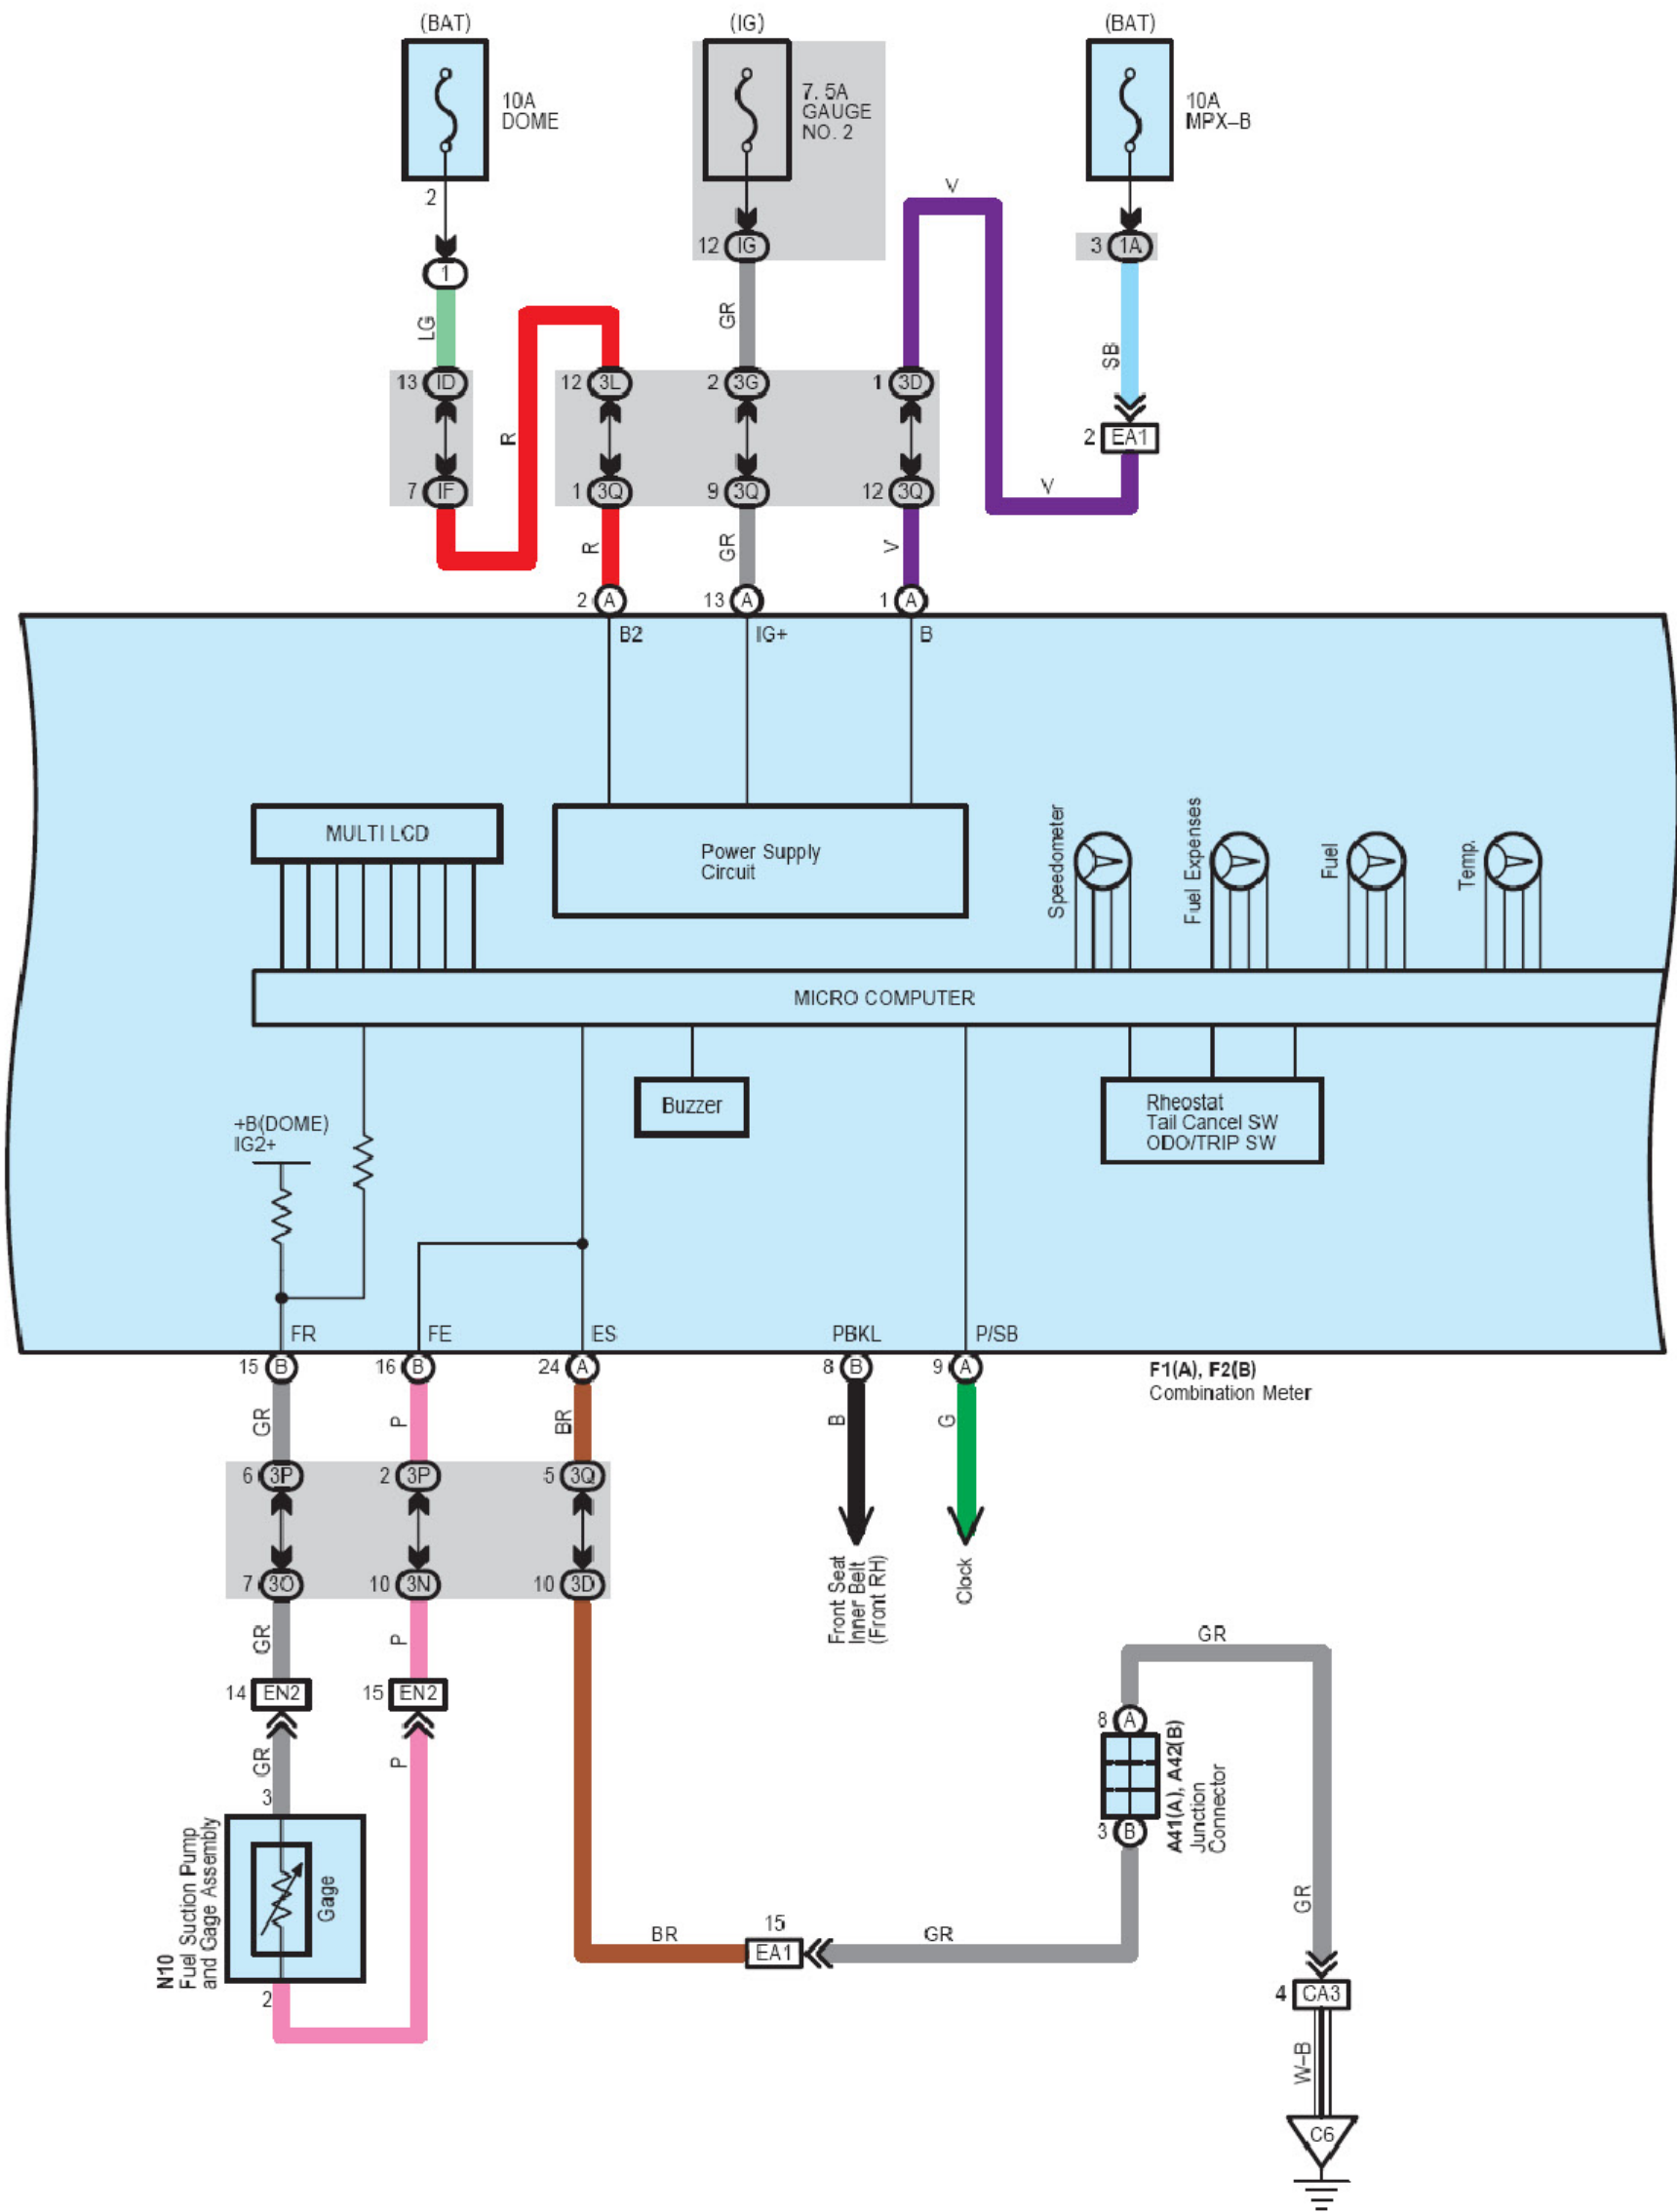 (BAT)
(IG)
(BAT)
10A
DOME
7. 5A
GAUGE
NO. 2
10A
MPX–B
2
V
12 IG
3 1A
1
LG
GR
SB
13 ID
12 3L
2 3G
1 3D
R
2 EA1
7 IF
1 3Q
9 3Q
12 3Q
V
R
GR
V
2 A
13 A
1 A
B2
IG+
B
MULTI LCD
Power Supply
Circuit
Speedometer
Fuel Expenses
Fuel
Temp.
MICRO COMPUTER
Buzzer
Rheostat
Tail Cancel SW
ODO/TRIP SW
+B(DOME)
IG2+
FR
FE
ES
PBKL
P/SB
15 B
16 B
24 A
8 B
9 A
F1(A), F2(B)
Combination Meter
GR
P
BR
B
G
6 3P
2 3P
5 3Q
7 3O
10 3N
10 3D
Front Seat
Inner Belt
(Front RH)
Clock
GR
P
GR
14 EN2
15 EN2
8 A
GR
P
A41(A), A42(B)
Junction
Connector
3
3 B
N10
Fuel Suction Pump
and Gage Assembly
Gage
GR
BR
15
EA1
GR
2
4 CA3
W–B
C6